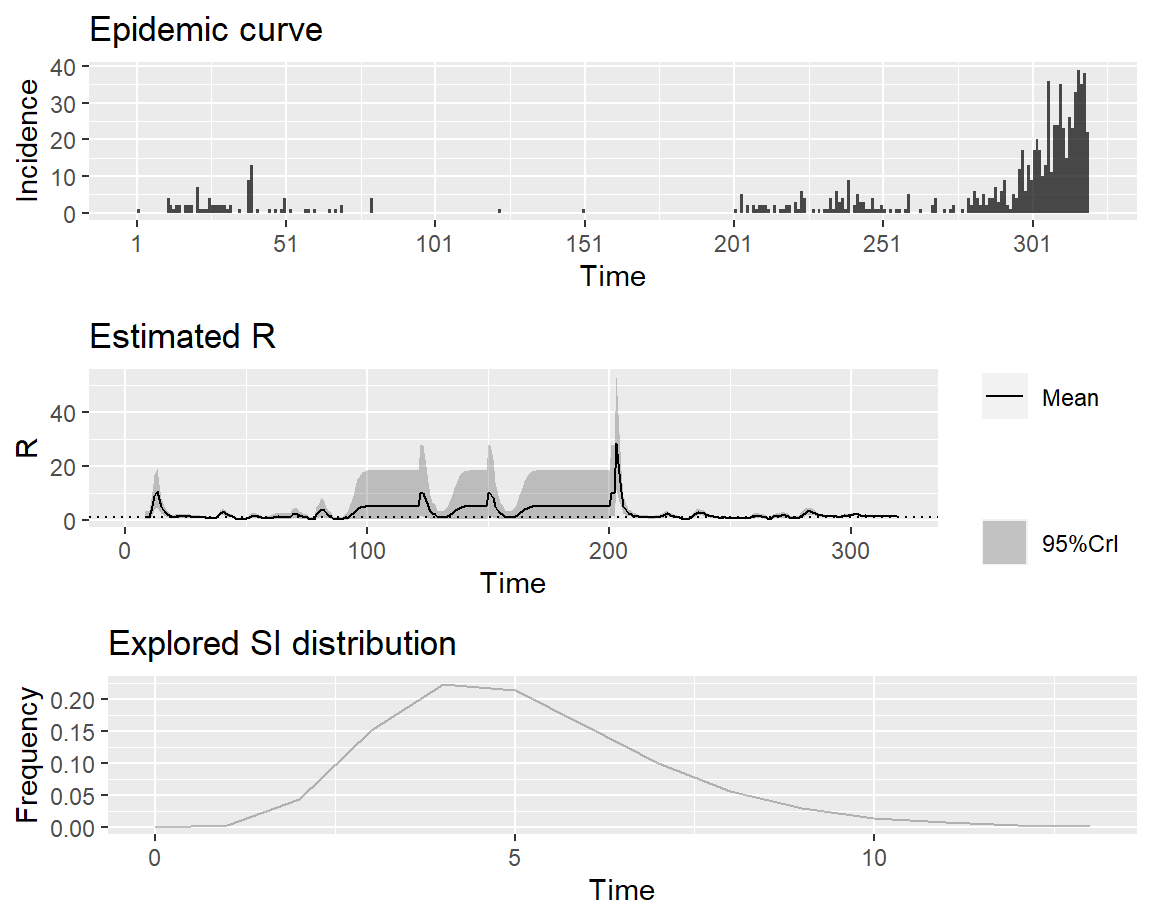 Epidemic curve
Incidence
40
30
20
10
0
1 51 101 151 201 251 301
Time
Estimated R
R
40
20
0
0 100 200 300
Time
Mean
95%CrI
Explored SI distribution
Frequency
0.20
0.15
0.10
0.05
0.00
0 5 10
Time